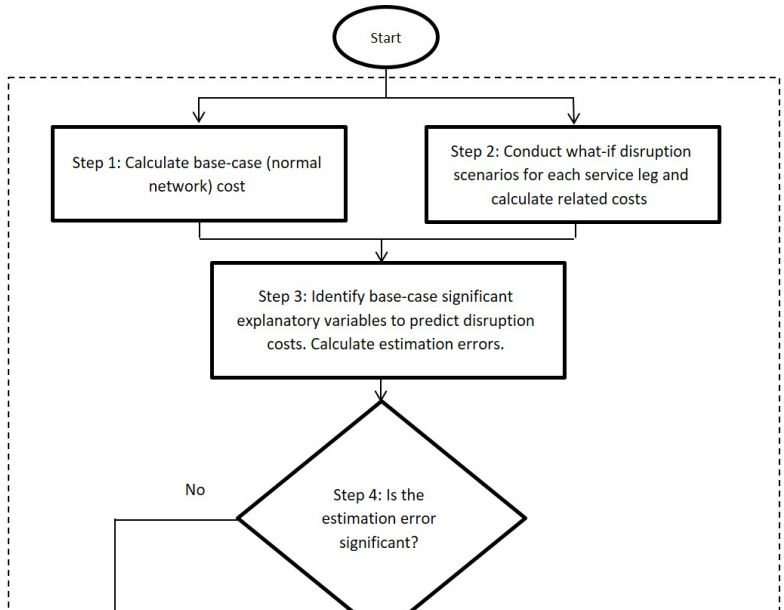 Start
Step 1: Calculate base-case (normal
network) cost
Step 2: Conduct what-if disruption
scenarios for each service leg and
calculate related costs
Step 3: Identify base-case significant
explanatory variables to predict disruption
costs. Calculate estimation errors.
No
Step 4: Is the
estimation error
significant?